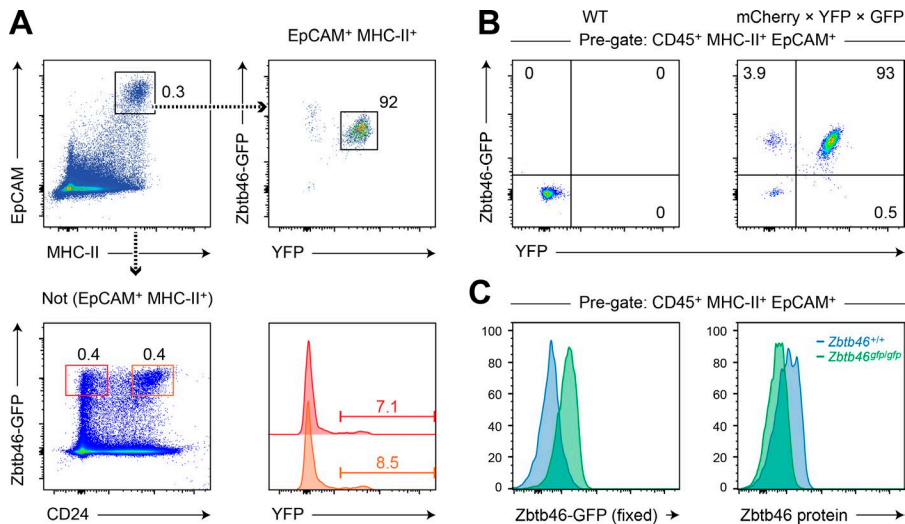 A
EpCAM⁺ MHC-II⁺
0.3
92
EpCAM
MHC-II
Zbtb46-GFP
YFP
Not (EpCAM⁺ MHC-II⁺)
0.4
0.4
7.1
8.5
Zbtb46-GFP
CD24
YFP
B
WT
mCherry × YFP × GFP
Pre-gate: CD45⁺ MHC-II⁺ EpCAM⁺
0
0
0
3.9
93
0.5
Zbtb46-GFP
YFP
C
Pre-gate: CD45⁺ MHC-II⁺ EpCAM⁺
100
80
60
40
20
0
Zbtb46-GFP (fixed)
100
80
60
40
20
0
Zbtb46⁺/⁺
Zbtb46gfp/gfp
Zbtb46 protein